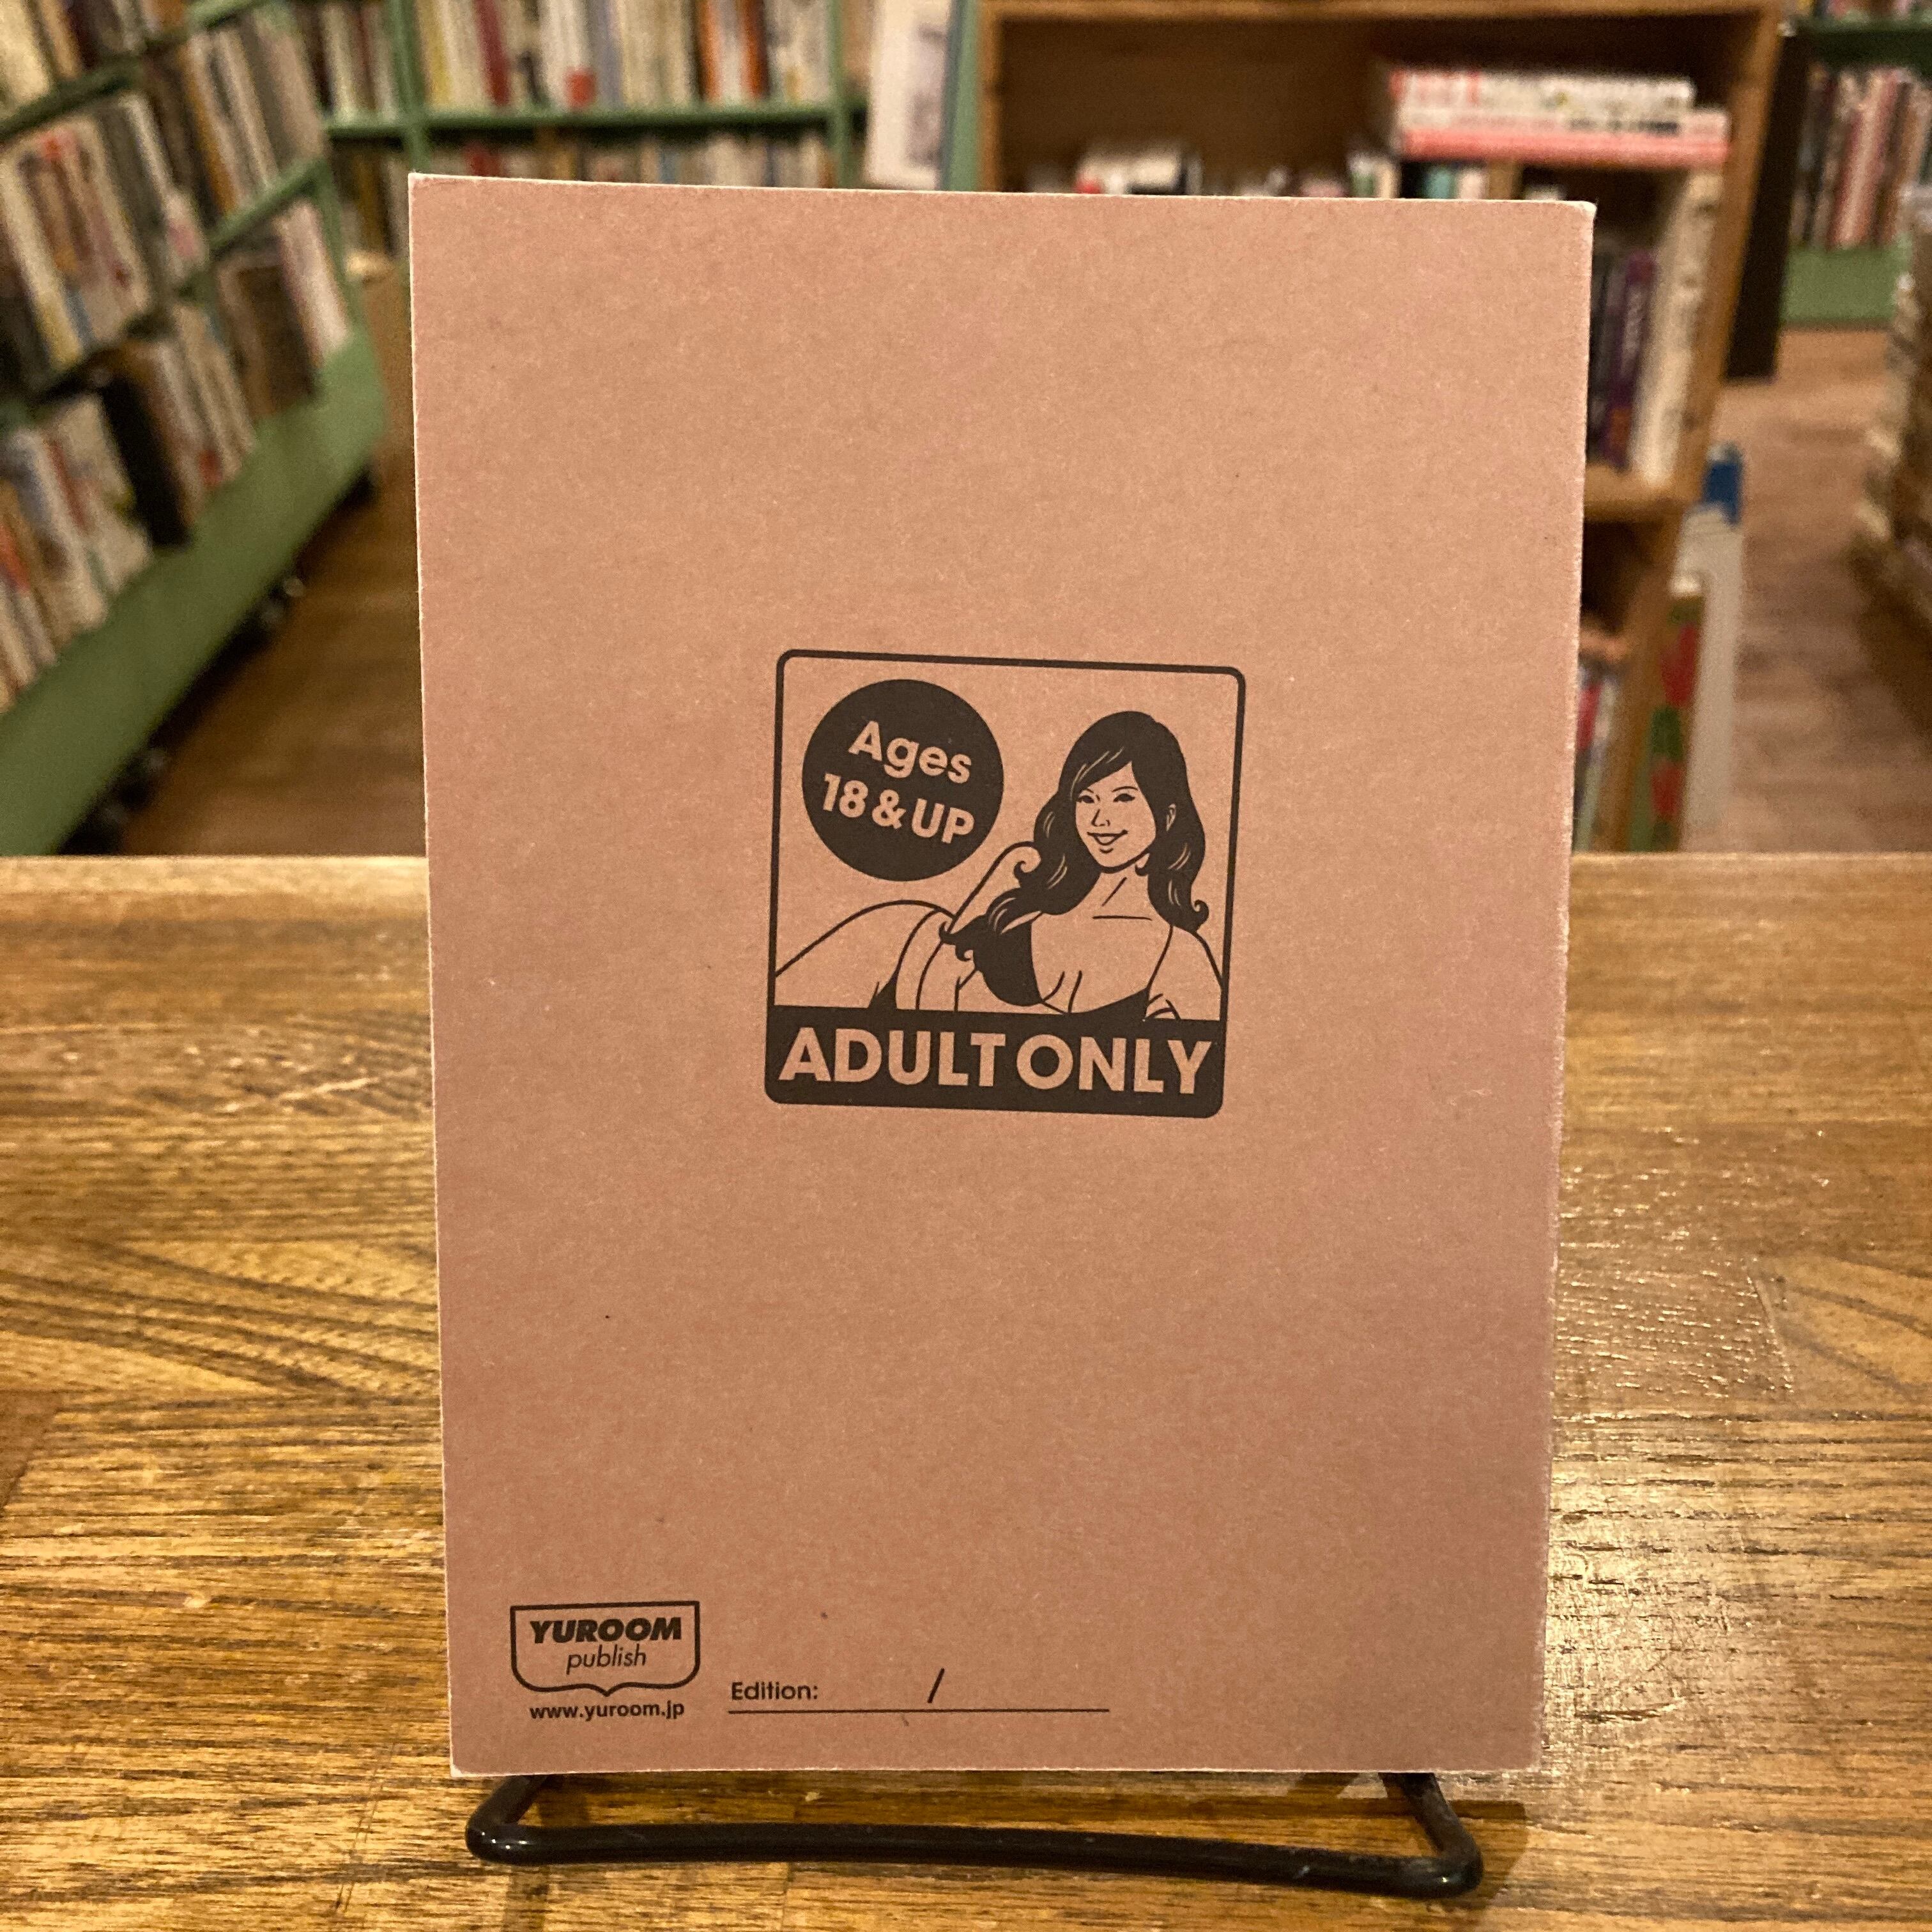 Ages
18 & UP
ADULT ONLY
YUROOM
publish
www.yuroom.jp
Edition: /